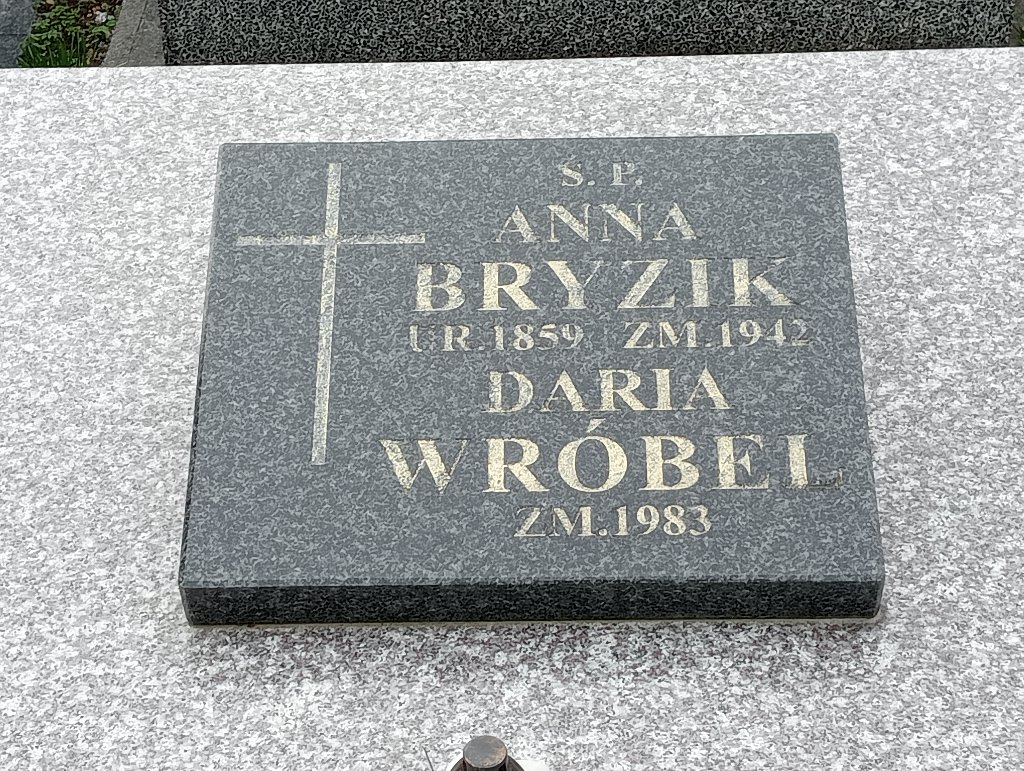 Ś. P.
ANNA
BRYZIK
UR.1859 ZM.1942
DARIA
WRÓBEL
ZM.1983